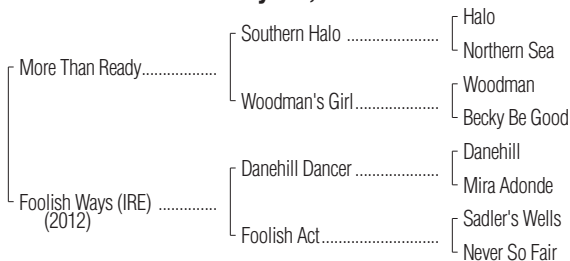 Halo
Southern Halo ..................
Northern Sea
More Than Ready................
Woodman
Woodman's Girl................
Becky Be Good
Danehill
Danehill Dancer ..................
Mira Adonde
Foolish Ways (IRE) ............
(2012)
Sadler's Wells
Foolish Act.........................
Never So Fair